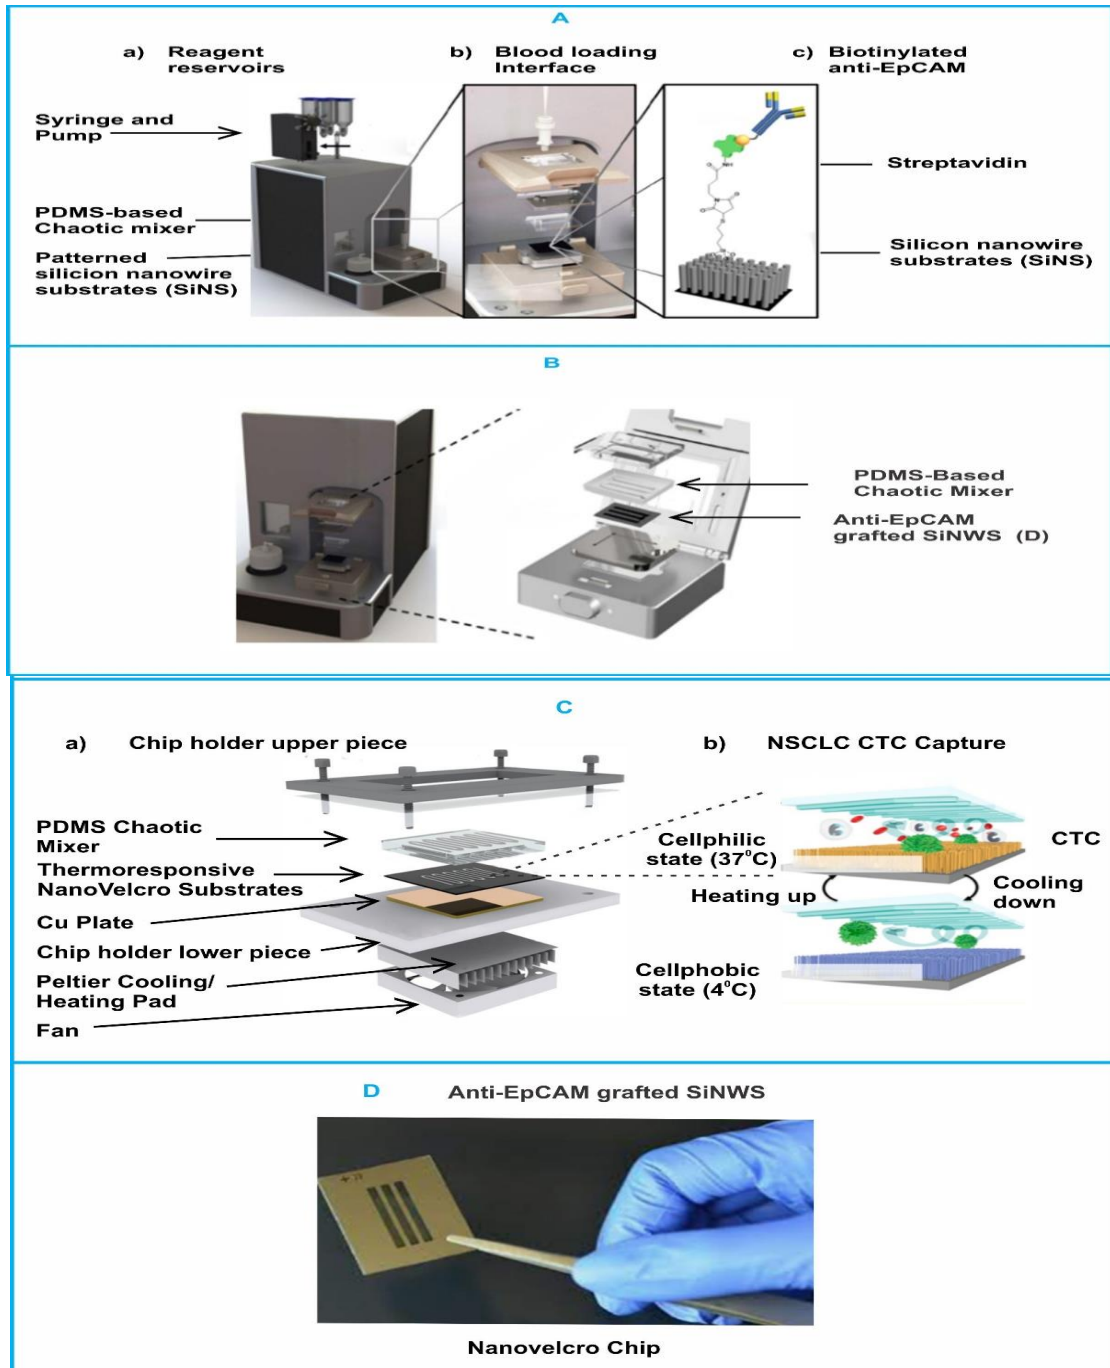 A
a) Reagent
reservoirs
b) Blood loading
Interface
c) Biotinylated
anti-EpCAM
Syringe and
Pump
PDMS-based
Chaotic mixer
Patterned
silicion nanowire
substrates (SiNS)
Streptavidin
Silicon nanowire
substrates (SiNS)
B
PDMS-Based
Chaotic Mixer
Anti-EpCAM
grafted SiNWS (D)
C
a) Chip holder upper piece
b) NSCLC CTC Capture
PDMS Chaotic
Mixer
Thermoresponsive
NanoVelcro Substrates
Cu Plate
Chip holder lower piece
Peltier Cooling/
Heating Pad
Fan
Cellphilic
state (37°C)
CTC
Heating up
Cooling
down
Cellphobic
state (4°C)
D Anti-EpCAM grafted SiNWS
Nanovelcro Chip